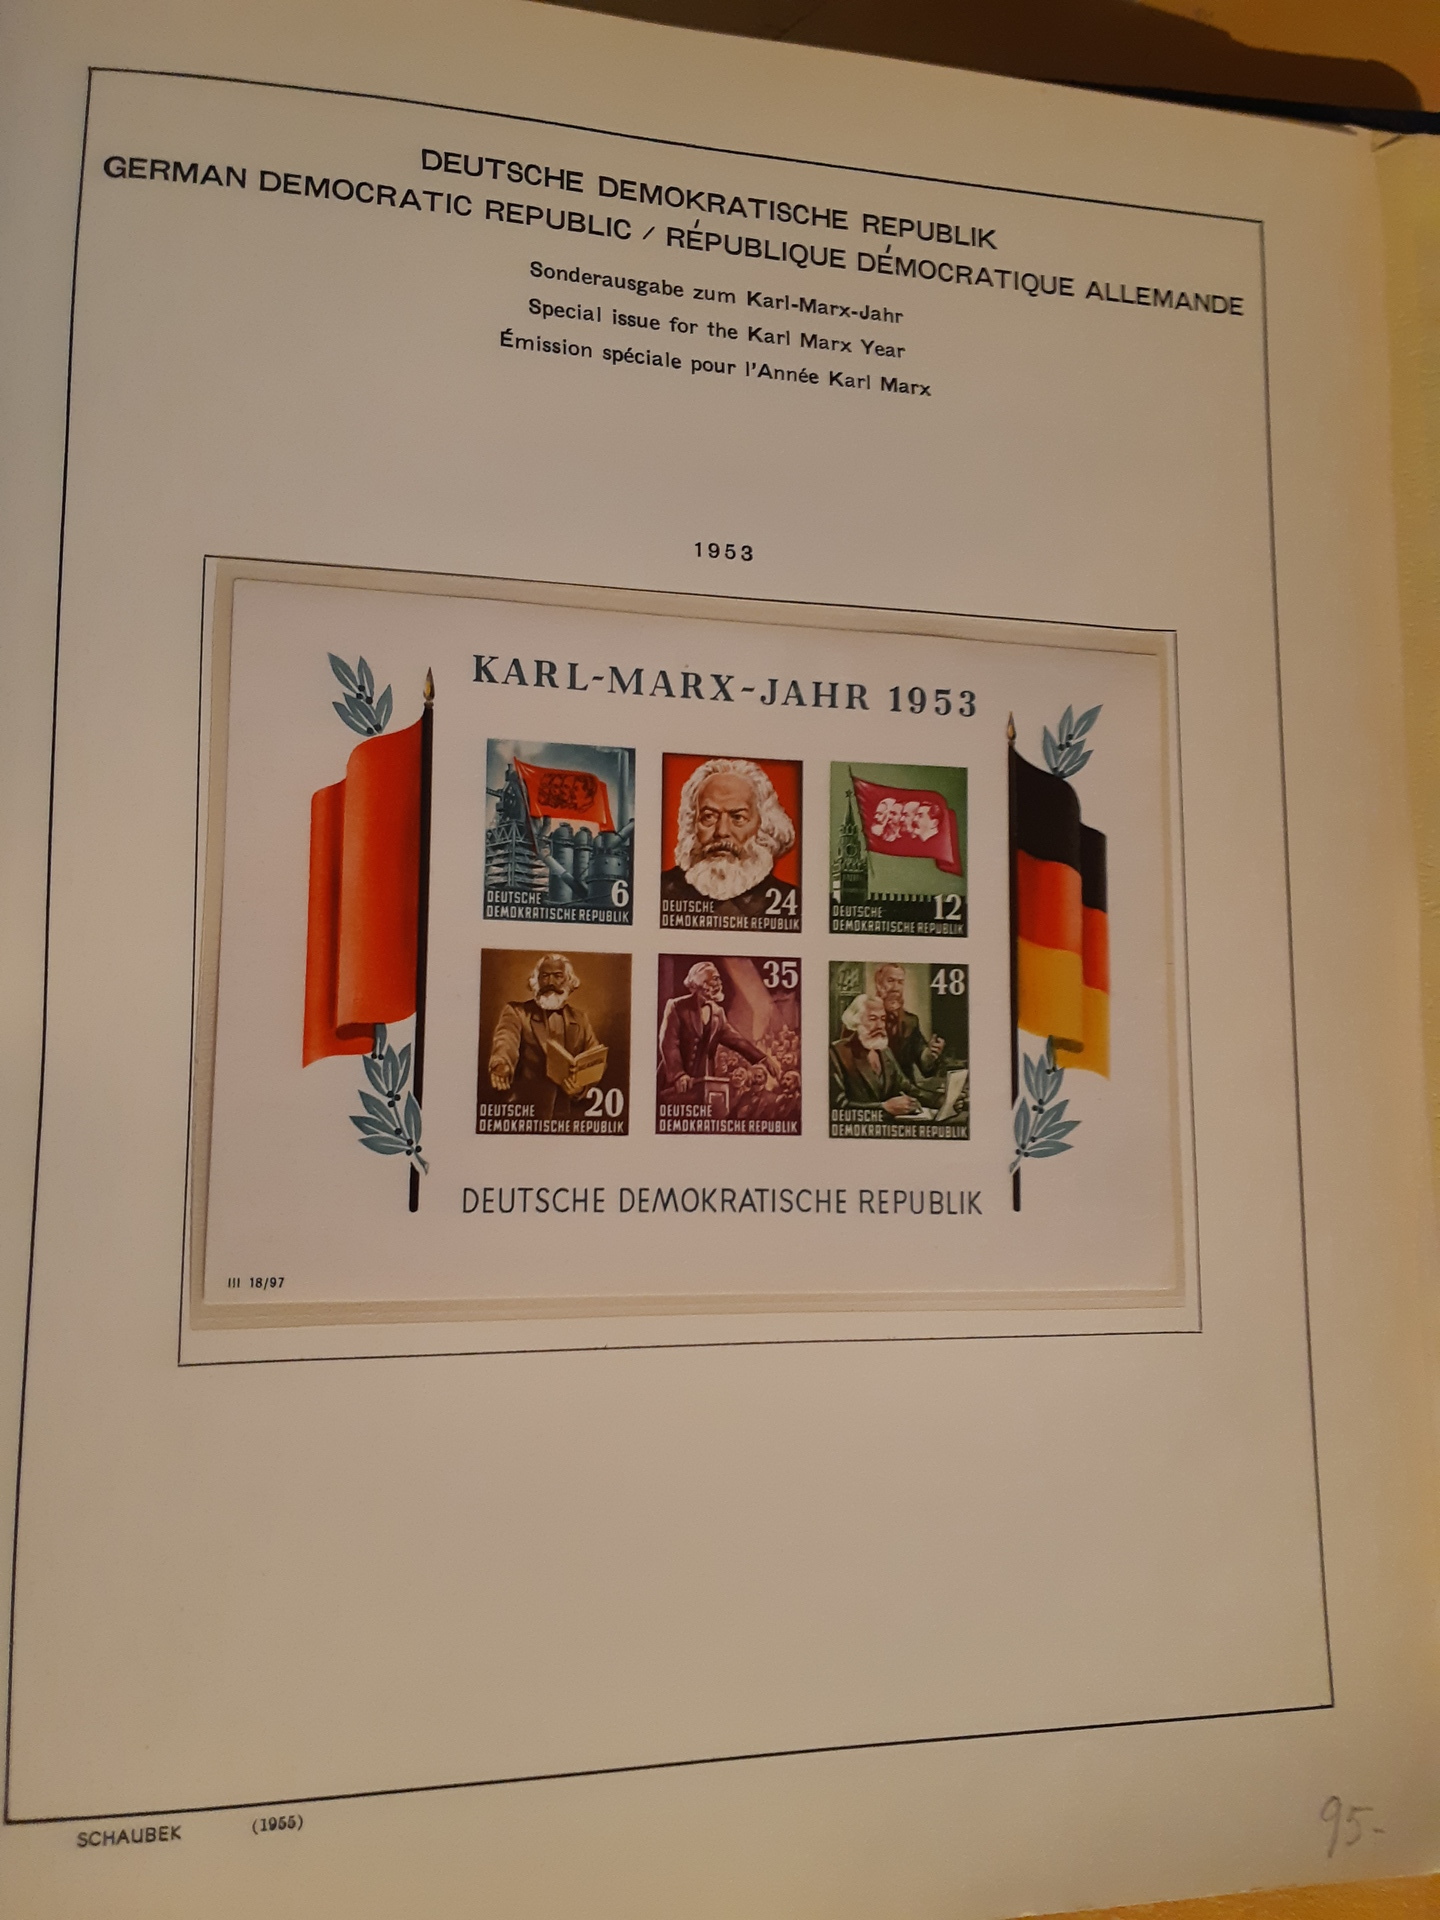 DEUTSCHE DEMOKRATISCHE REPUBLIK
GERMAN DEMOCRATIC REPUBLIC / RÉPUBLIQUE DÉMOCRATIQUE ALLEMANDE
Sonderausgabe zum Karl-Marx-Jahr
Special issue for the Karl Marx Year
Émission spéciale pour l'Année Karl Marx
1953
KARL-MARX-JAHR 1953
6
DEUTSCHE
DEMOKRATISCHE REPUBLIK
24
DEUTSCHE
DEMOKRATISCHE REPUBLIK
12
DEUTSCHE
DEMOKRATISCHE REPUBLIK
20
DEUTSCHE
DEMOKRATISCHE REPUBLIK
35
DEUTSCHE
DEMOKRATISCHE REPUBLIK
48
DEUTSCHE
DEMOKRATISCHE REPUBLIK
DEUTSCHE DEMOKRATISCHE REPUBLIK
III 18/97
SCHAUBEK (1955)
95-